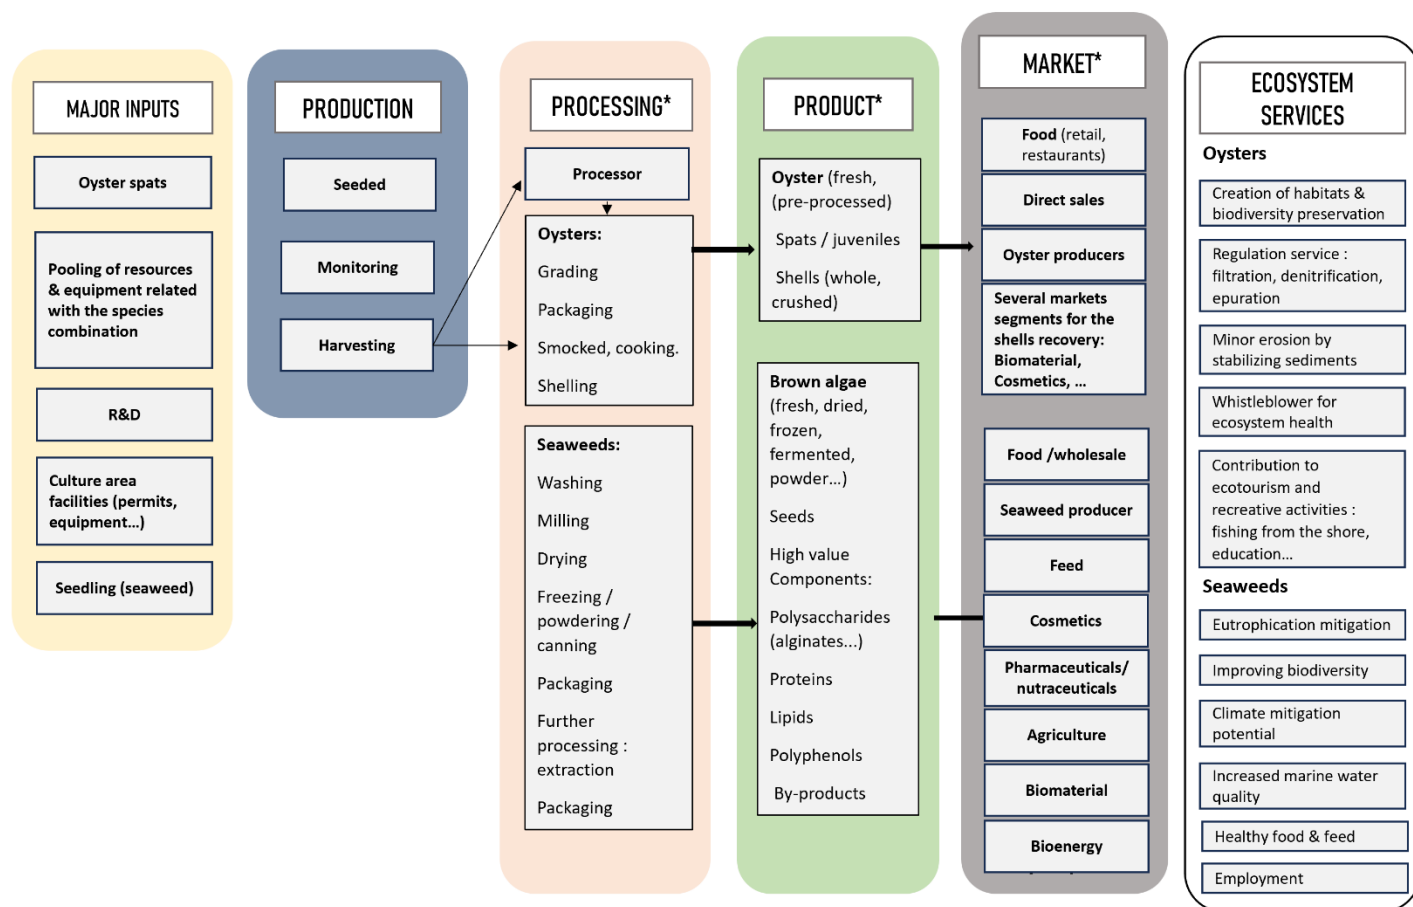 MAJOR INPUTS
Oyster spats
Pooling of resources
& equipment related
with the species
combination
R&D
Culture area
facilities (permits,
equipment...)
Seedling (seaweed)
PRODUCTION
Seeded
Monitoring
Harvesting
PROCESSING*
Processor
Oysters:
Grading
Packaging
Smocked, cooking.
Shelling
Seaweeds:
Washing
Milling
Drying
Freezing /
powdering /
canning
Packaging
Further
processing :
extraction
Packaging
PRODUCT*
Oyster (fresh,
(pre-processed)
Spats / juveniles
Shells (whole,
crushed)
Brown algae
(fresh, dried,
frozen,
fermented,
powder...)
Seeds
High value
Components:
Polysaccharides
(alginates...)
Proteins
Lipids
Polyphenols
By-products
MARKET*
Food (retail,
restaurants)
Direct sales
Oyster producers
Several markets
segments for the
shells recovery:
Biomaterial,
Cosmetics, ...
Food /wholesale
Seaweed producer
Feed
Cosmetics
Pharmaceuticals/
nutraceuticals
Agriculture
Biomaterial
Bioenergy
ECOSYSTEM
SERVICES
Oysters
Creation of habitats &
biodiversity preservation
Regulation service :
filtration, denitrification,
epuration
Minor erosion by
stabilizing sediments
Whistleblower for
ecosystem health
Contribution to
ecotourism and
recreative activities :
fishing from the shore,
education...
Seaweeds
Eutrophication mitigation
Improving biodiversity
Climate mitigation
potential
Increased marine water
quality
Healthy food & feed
Employment